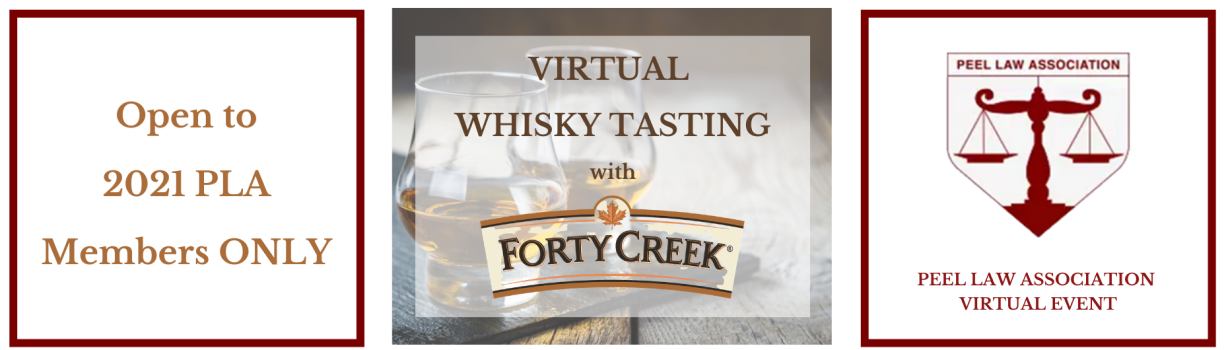 Open to
2021 PLA
Members ONLY
VIRTUAL
WHISKY TASTING
with
FORTY CREEK®
PEEL LAW ASSOCIATION
PEEL LAW ASSOCIATION
VIRTUAL EVENT